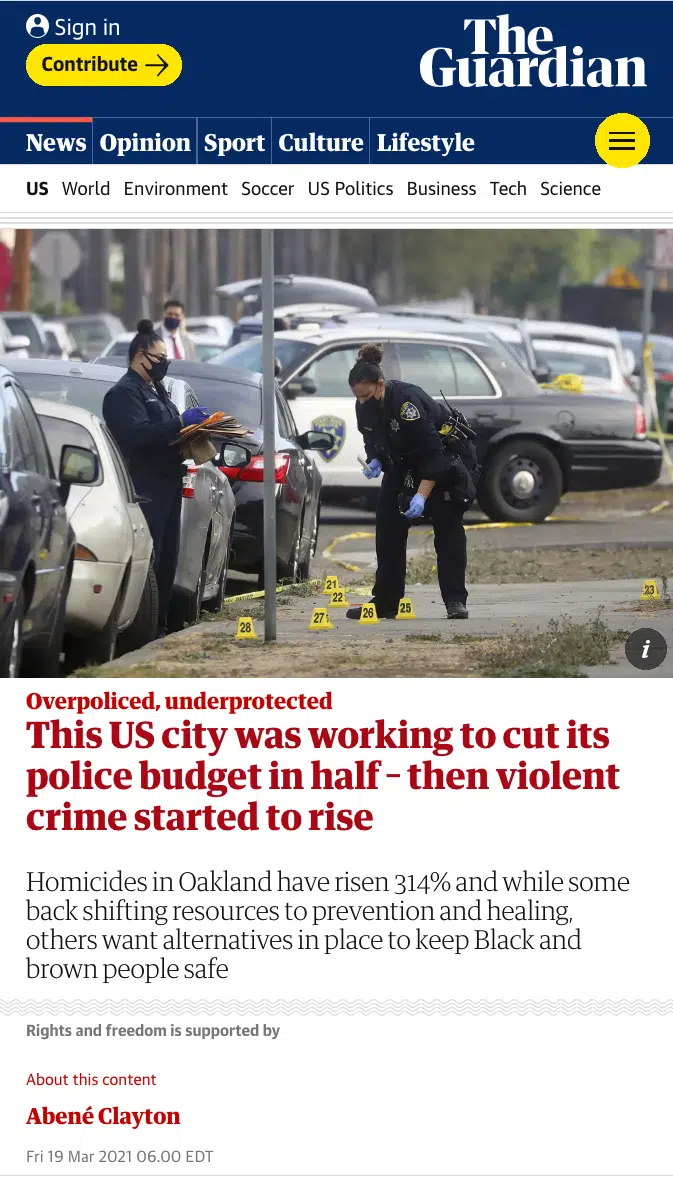 Sign in
Contribute
The
Guardian
News Opinion Sport Culture Lifestyle
US World Environment Soccer US Politics Business Tech Science
21
22
23
25
26
27
28
i
Overpoliced, underprotected
This US city was working to cut its
police budget in half – then violent
crime started to rise
Homicides in Oakland have risen 314% and while some
back shifting resources to prevention and healing,
others want alternatives in place to keep Black and
brown people safe
Rights and freedom is supported by
About this content
Abené Clayton
Fri 19 Mar 2021 06.00 EDT